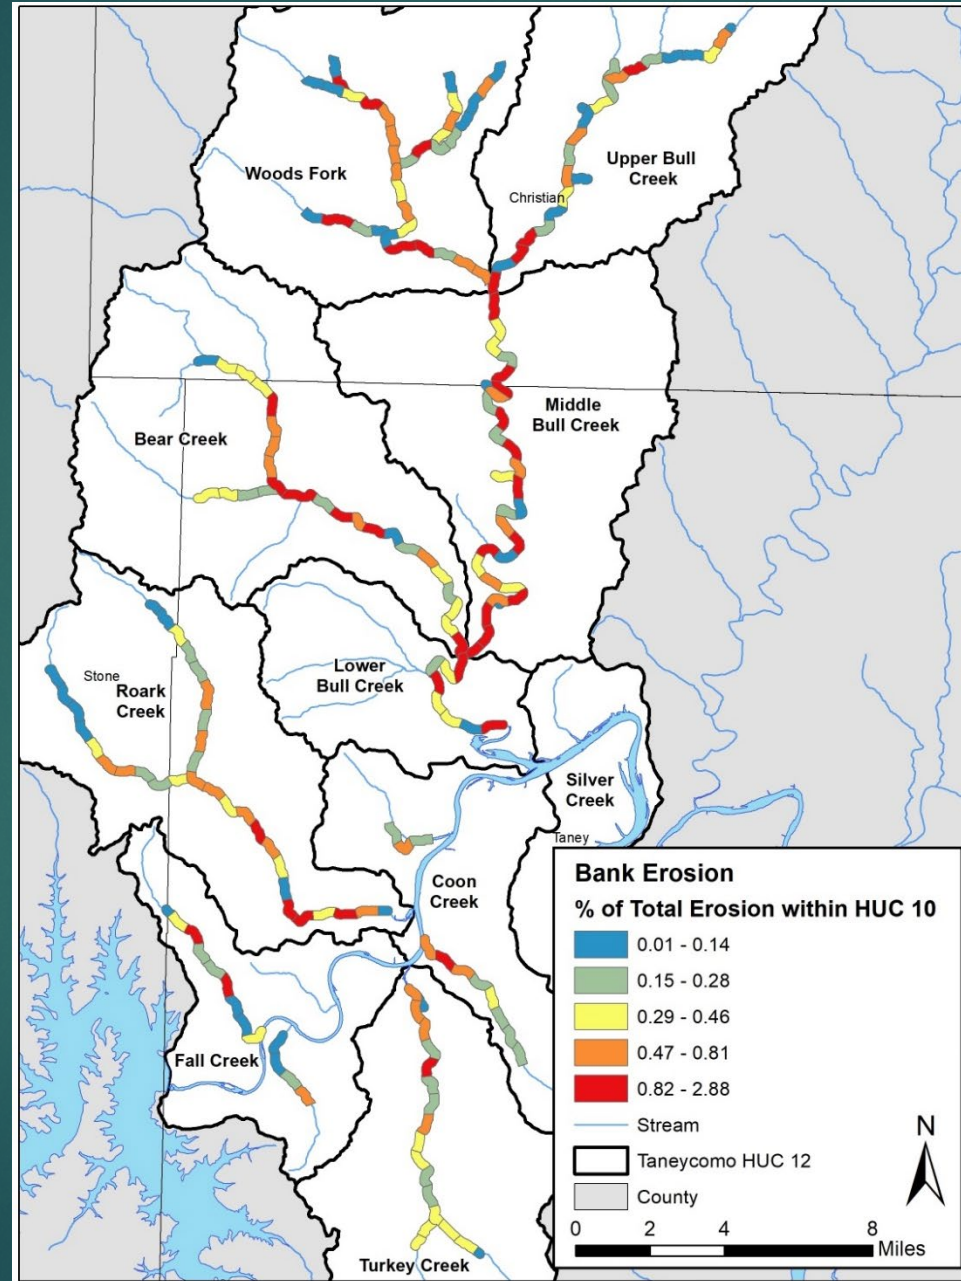 Woods Fork
Upper Bull
Creek
Christian
Middle
Bull Creek
Bear Creek
Lower
Bull Creek
Stone
Roark
Creek
Silver
Creek
Taney
Coon
Creek
Fall Creek
Turkey Creek
Bank Erosion
% of Total Erosion within HUC 10
0.01 - 0.14
0.15 - 0.28
0.29 - 0.46
0.47 - 0.81
0.82 - 2.88
Stream
Taneycomo HUC 12
County
N
0 2 4 8
Miles